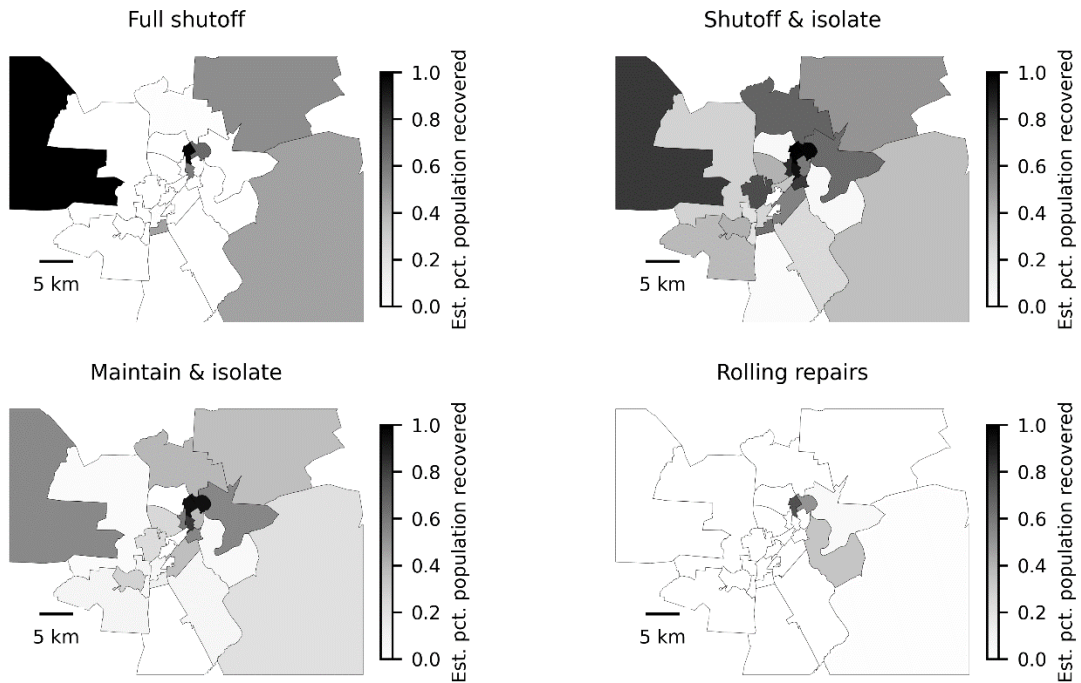 Full shutoff
1.0
0.8
0.6
0.4
0.2
0.0
Est. pct. population recovered
5 km
Shutoff & isolate
1.0
0.8
0.6
0.4
0.2
0.0
Est. pct. population recovered
5 km
Maintain & isolate
1.0
0.8
0.6
0.4
0.2
0.0
Est. pct. population recovered
5 km
Rolling repairs
1.0
0.8
0.6
0.4
0.2
0.0
Est. pct. population recovered
5 km